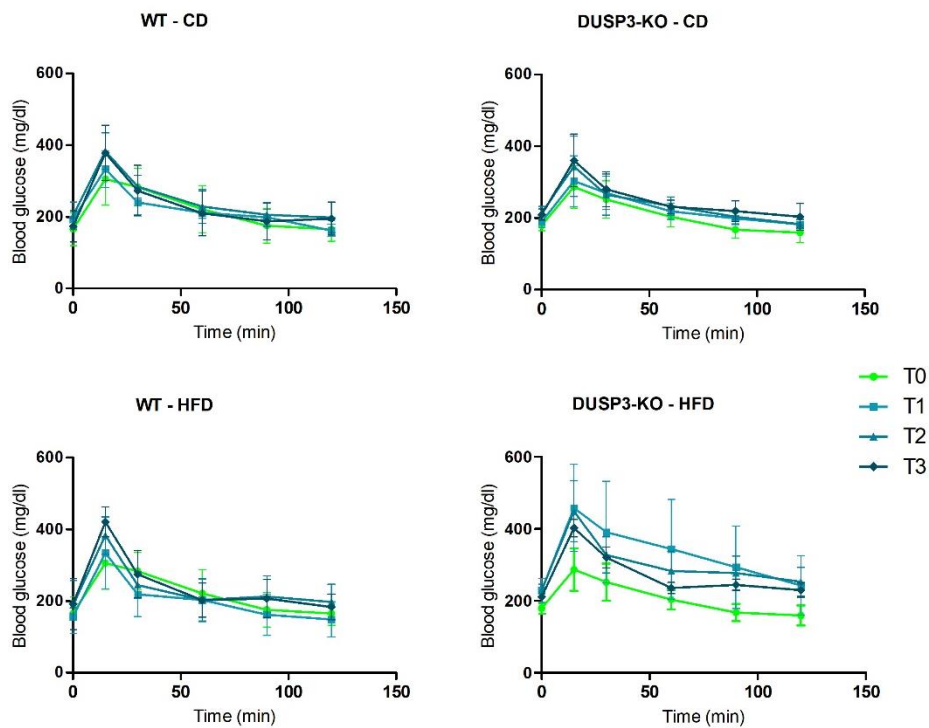 WT - CD
Blood glucose (mg/dl)
600
400
200
0
0 50 100 150
Time (min)
DUSP3-KO - CD
Blood glucose (mg/dl)
600
400
200
0
0 50 100 150
Time (min)
WT - HFD
Blood glucose (mg/dl)
600
400
200
0
0 50 100 150
Time (min)
DUSP3-KO - HFD
Blood glucose (mg/dl)
600
400
200
0
0 50 100 150
Time (min)
T0
T1
T2
T3